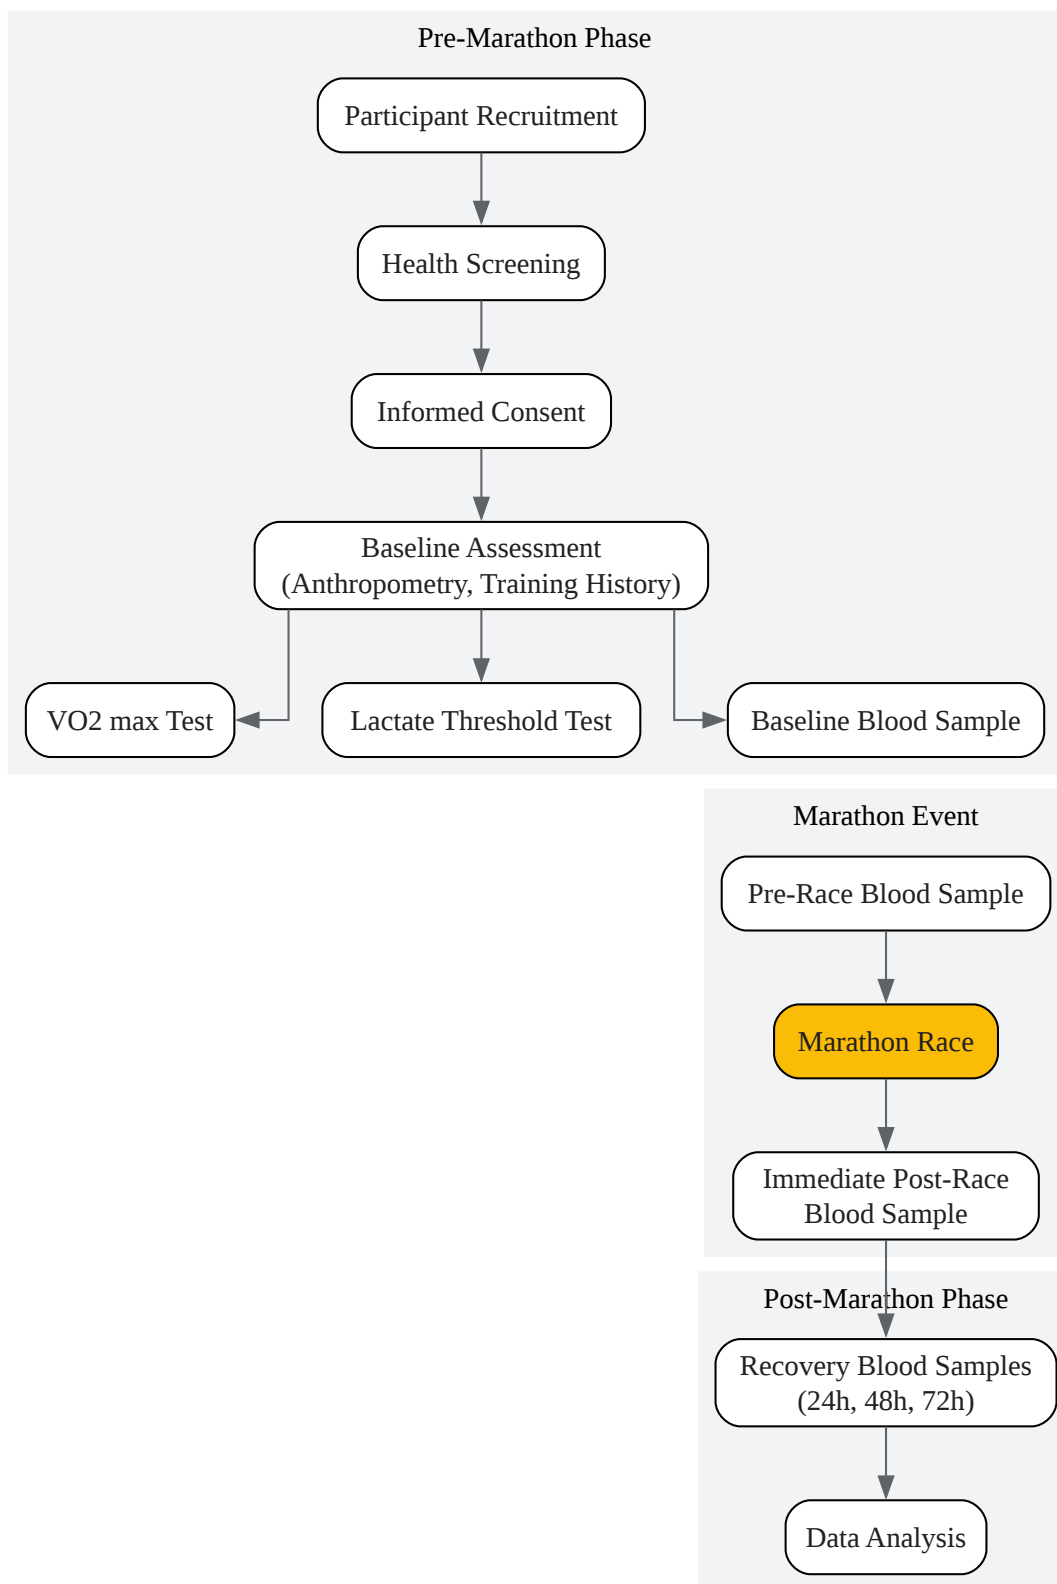 Pre-Marathon Phase
Participant Recruitment
Health Screening
Informed Consent
Baseline Assessment
(Anthropometry, Training History)
VO2 max Test
Lactate Threshold Test
Baseline Blood Sample
Marathon Event
Pre-Race Blood Sample
Marathon Race
Immediate Post-Race
Blood Sample
Post-Marathon Phase
Recovery Blood Samples
(24h, 48h, 72h)
Data Analysis